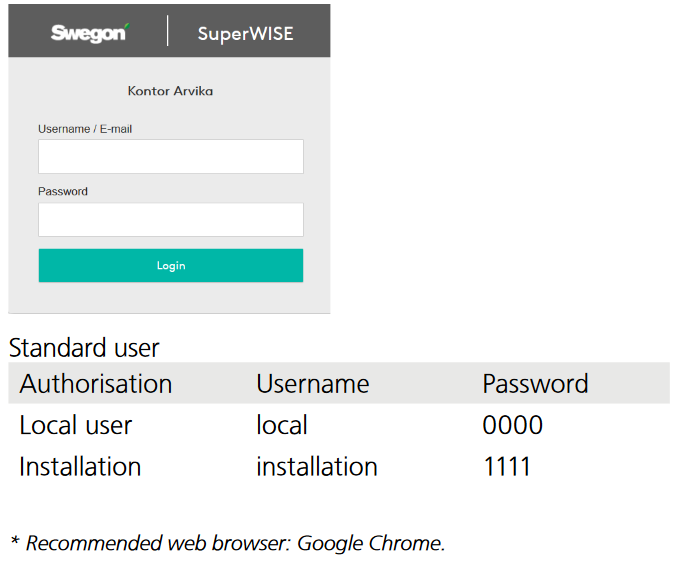 Swegon SuperWISE
Kontor Arvika
Username / E-mail
Password
Login
Standard user
Authorisation Username Password
Local user local 0000
Installation installation 1111
* Recommended web browser: Google Chrome.